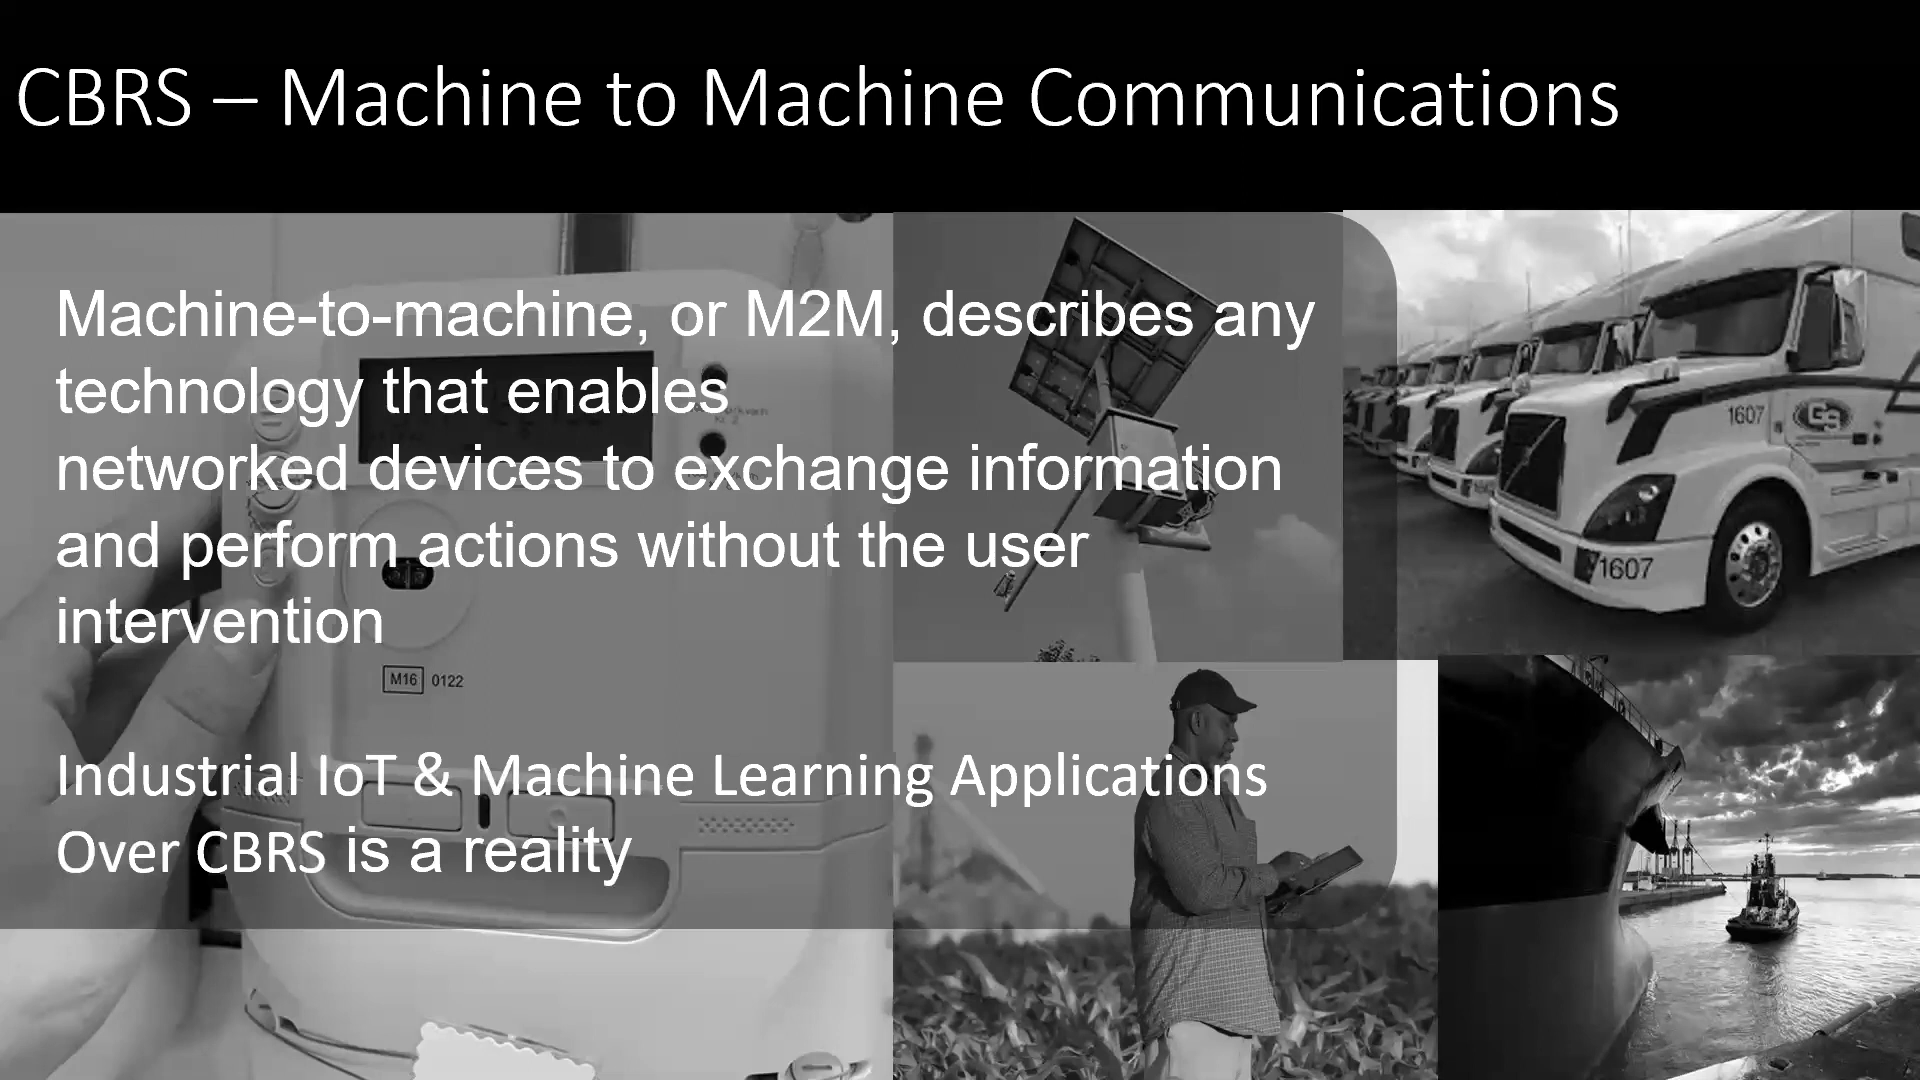 CBRS – Machine to Machine Communications
Machine-to-machine, or M2M, describes any
technology that enables
networked devices to exchange information
and perform actions without the user
intervention
M16 0122
Industrial IoT & Machine Learning Applications
Over CBRS is a reality
1607
GS
1607